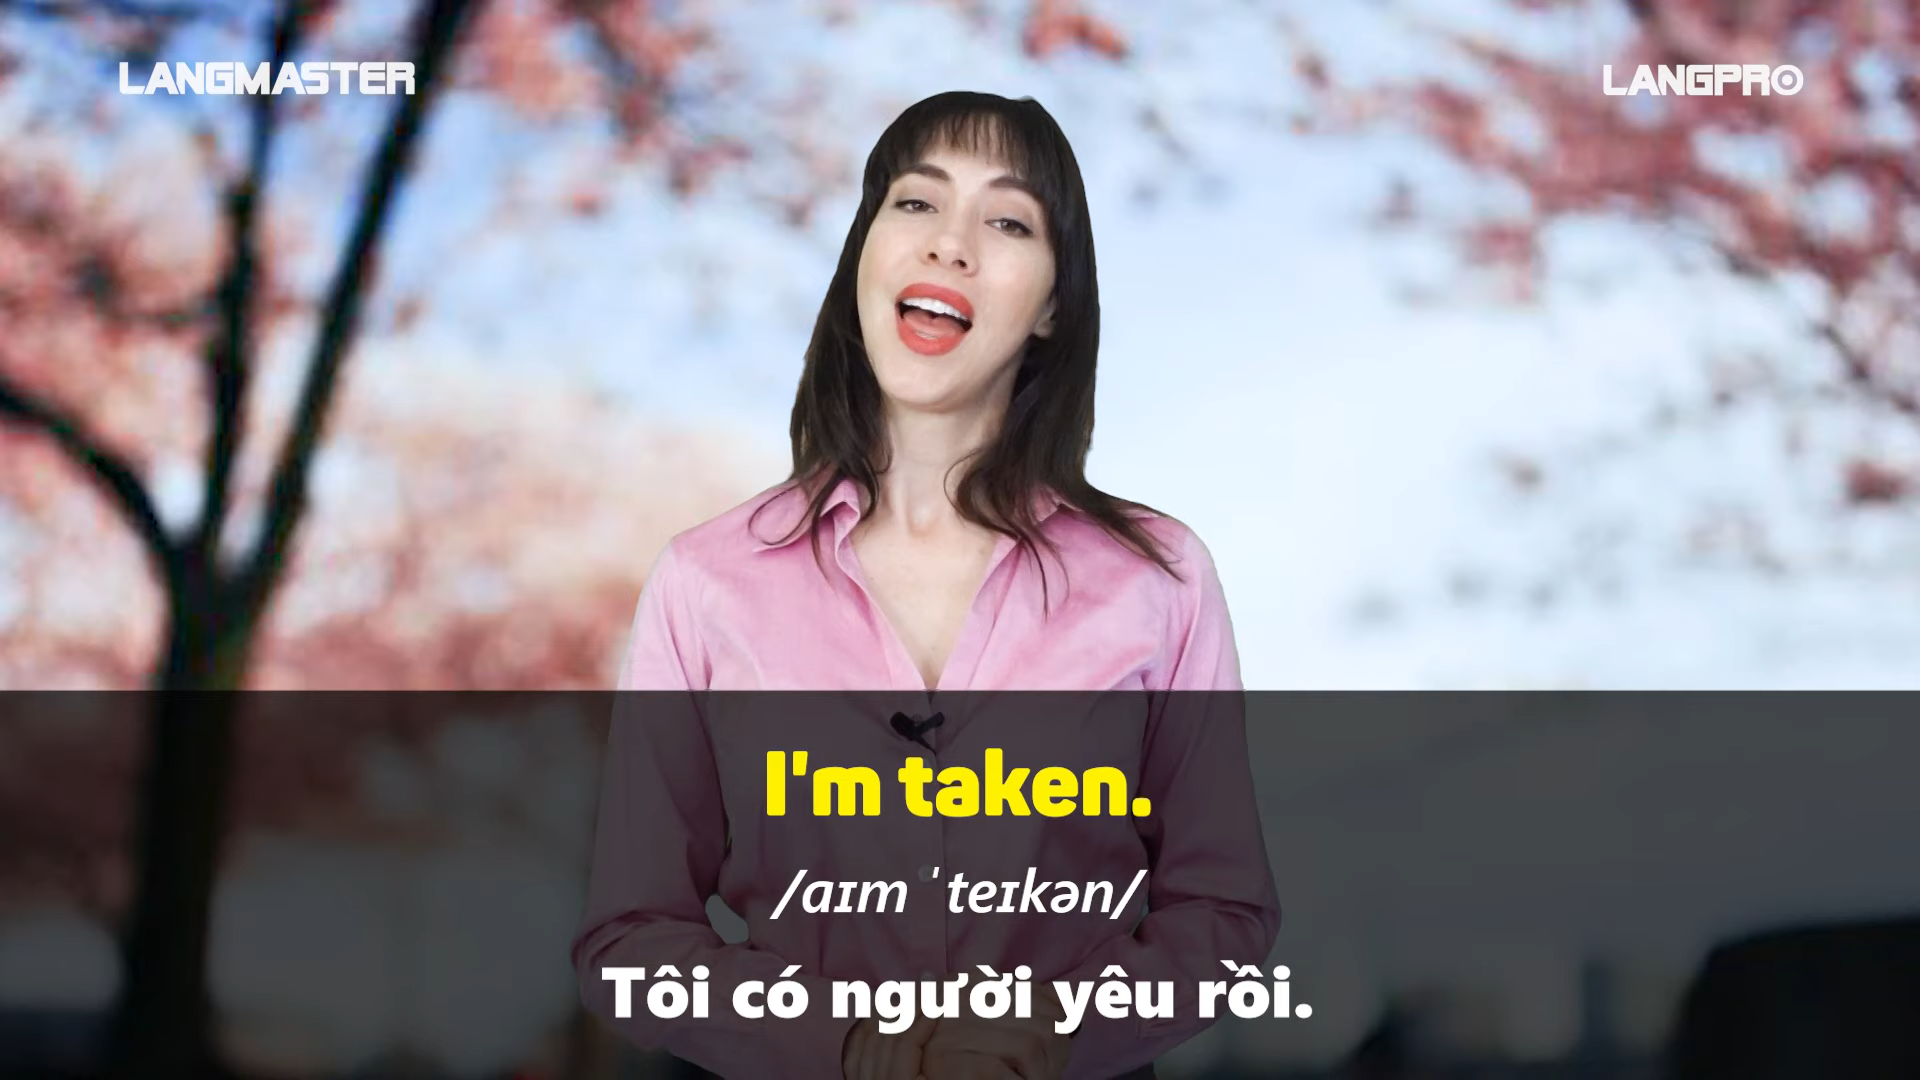 LANGMASTER
LANGPRO
I'm taken.
/aɪm ˈteɪkən/
Tôi có người yêu rồi.